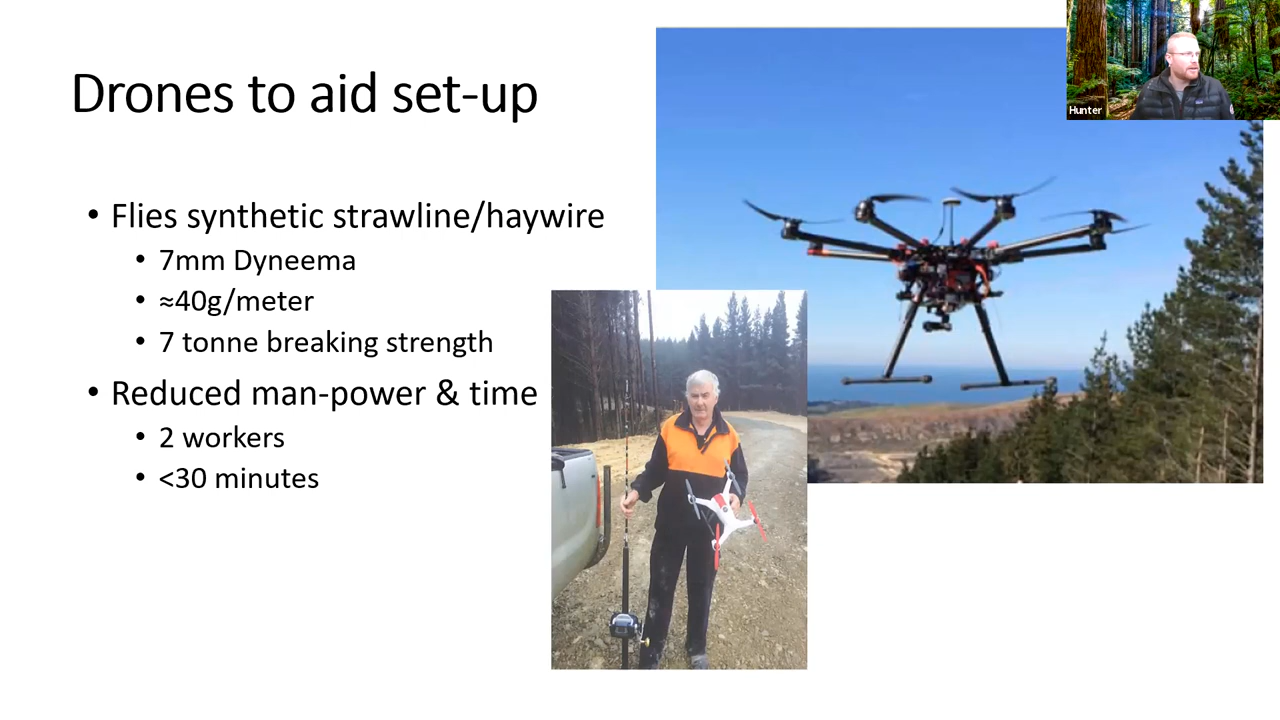 Drones to aid set-up
Hunter
• Flies synthetic strawline/haywire
• 7mm Dyneema
• ≈40g/meter
• 7 tonne breaking strength
• Reduced man-power & time
• 2 workers
• <30 minutes